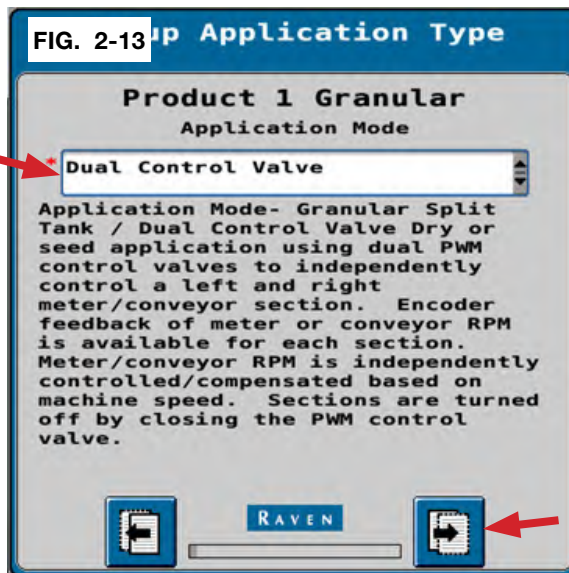 FIG. 2-13
up Application Type
Product 1 Granular
Application Mode
* Dual Control Valve
Application Mode- Granular Split
Tank / Dual Control Valve Dry or
seed application using dual PWM
control valves to independently
control a left and right
meter/conveyor section. Encoder
feedback of meter or conveyor RPM
is available for each section.
Meter/conveyor RPM is independently
controlled/compensated based on
machine speed. Sections are turned
off by closing the PWM control
valve.
RAVEN